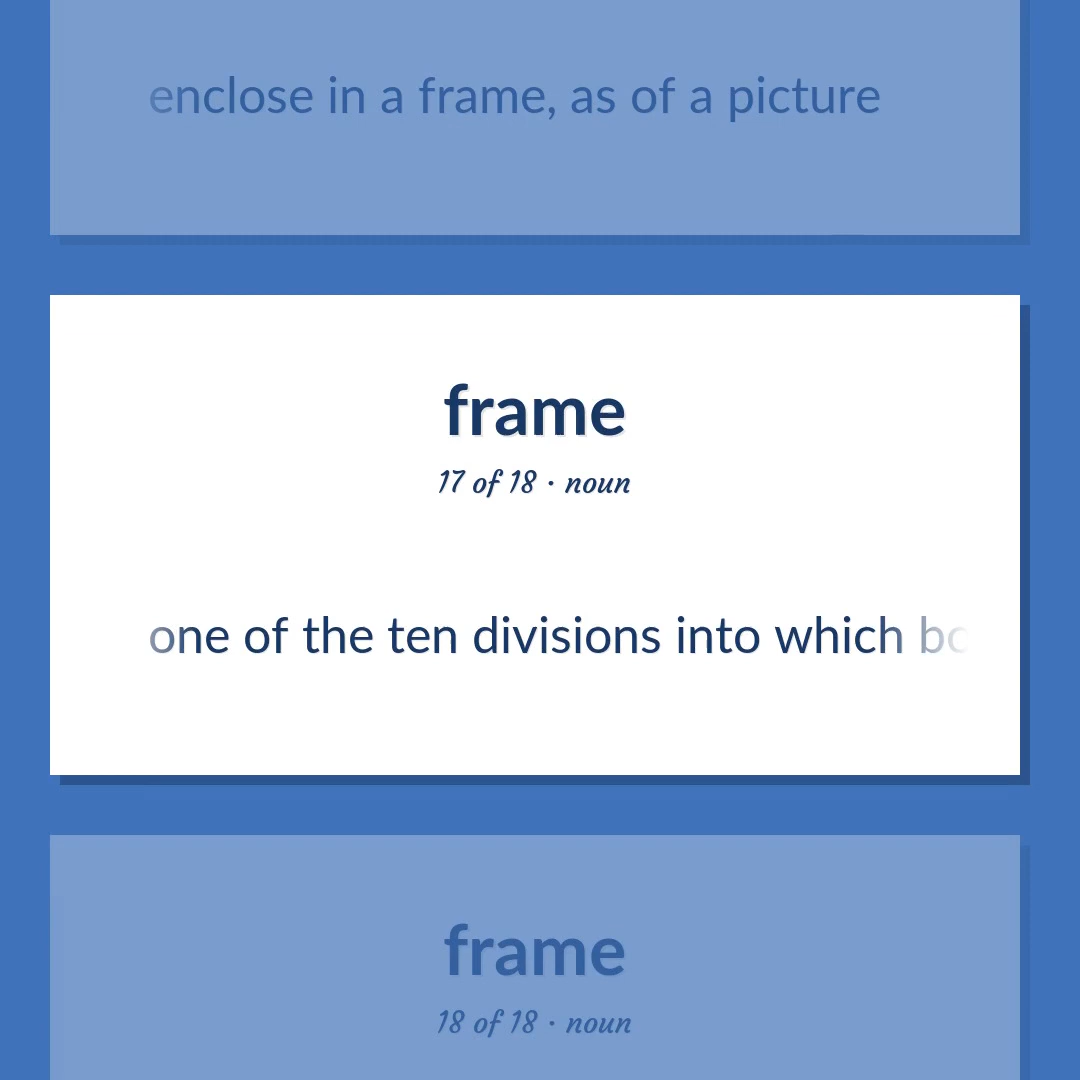 enclose in a frame, as of a picture
frame
17 of 18 · noun
one of the ten divisions into which
frame
18 of 18 · noun